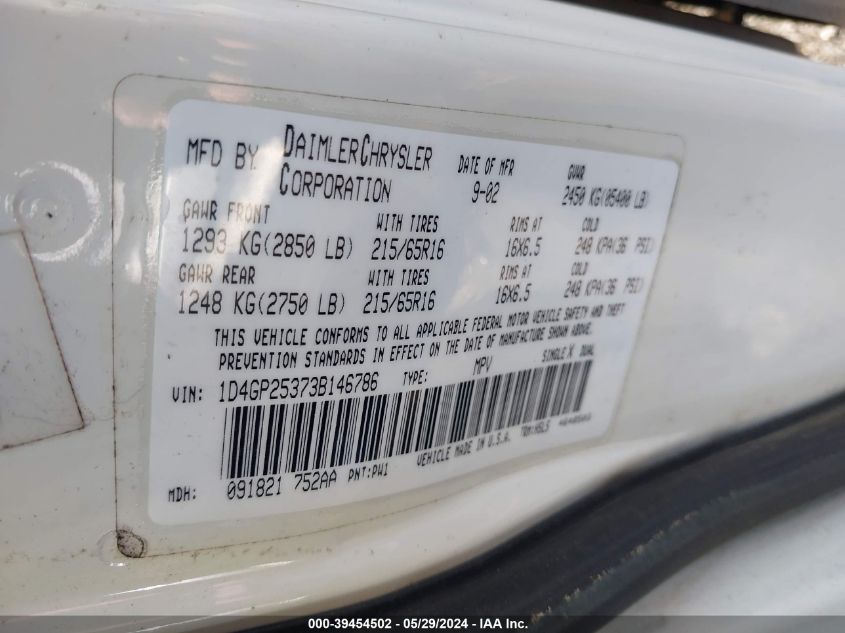 MFD BY DAIMLERCHRYSLER CORPORATION
DATE OF MFR 9-02
GVWR 2450 KG(05400 LB)
GAWR FRONT WITH TIRES RIMS AT COLD
1293 KG(2850 LB) 215/65R16 16X6.5 248 KPA(36 PSI)
GAWR REAR WITH TIRES RIMS AT COLD
1248 KG(2750 LB) 215/65R16 16X6.5 248 KPA(36 PSI)
THIS VEHICLE CONFORMS TO ALL APPLICABLE FEDERAL MOTOR VEHICLE SAFETY AND THEFT
PREVENTION STANDARDS IN EFFECT ON THE DATE OF MANUFACTURE SHOWN ABOVE.
VIN: 1D4GP25373B146786 TYPE: MPV SINGLE X DUAL
MDH: 091821 752AA PNT:PW1 VEHICLE MADE IN U.S.A.
000-39454502 - 05/29/2024 - IAA, Inc.